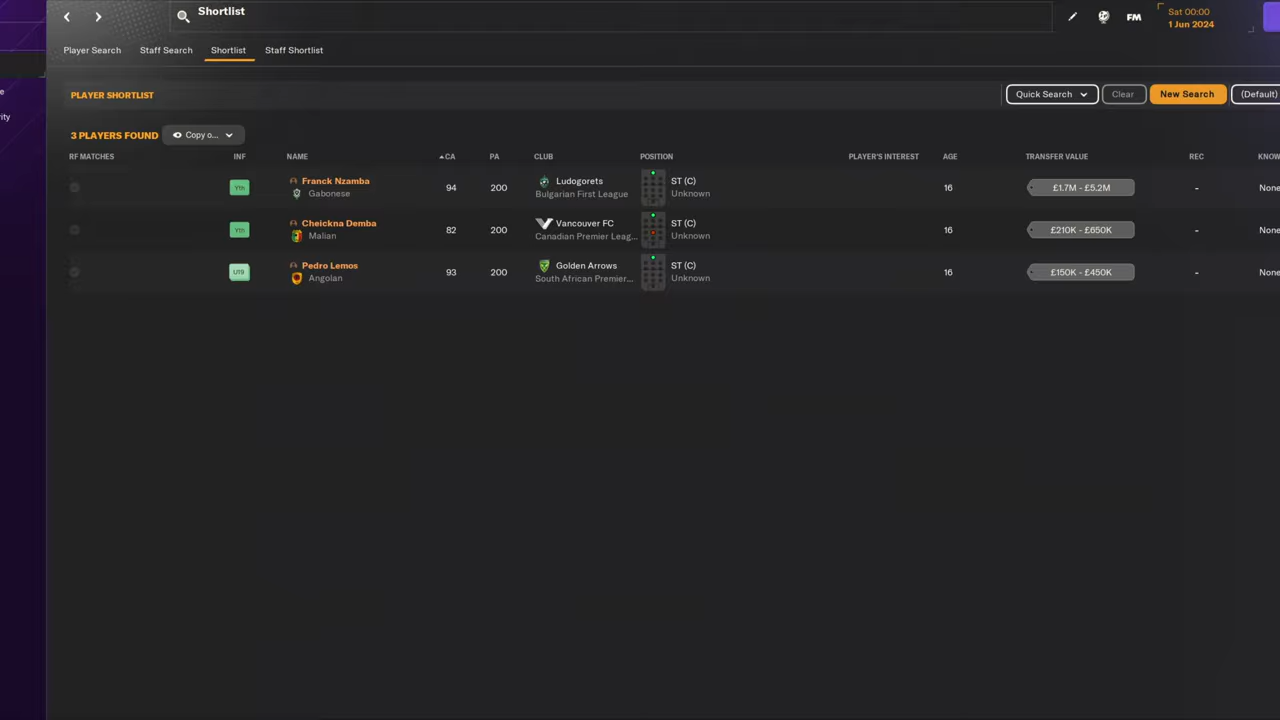 Shortlist
FM
Sat 00:00
1 Jun 2024
Player Search
Staff Search
Shortlist
Staff Shortlist
e
rity
PLAYER SHORTLIST
Quick Search
Clear
New Search
(Default)
3 PLAYERS FOUND
Copy o...
RF MATCHES INF NAME CA PA CLUB POSITION PLAYER'S INTEREST AGE TRANSFER VALUE REC KNOW
Yth Franck Nzamba 94 200 Ludogorets ST (C) 16 £1.7M - £5.2M - None
Gabonese Bulgarian First League Unknown
Yth Cheickna Demba 82 200 Vancouver FC ST (C) 16 £210K - £650K - None
Malian Canadian Premier Leag... Unknown
U19 Pedro Lemos 93 200 Golden Arrows ST (C) 16 £150K - £450K - None
Angolan South African Premier... Unknown